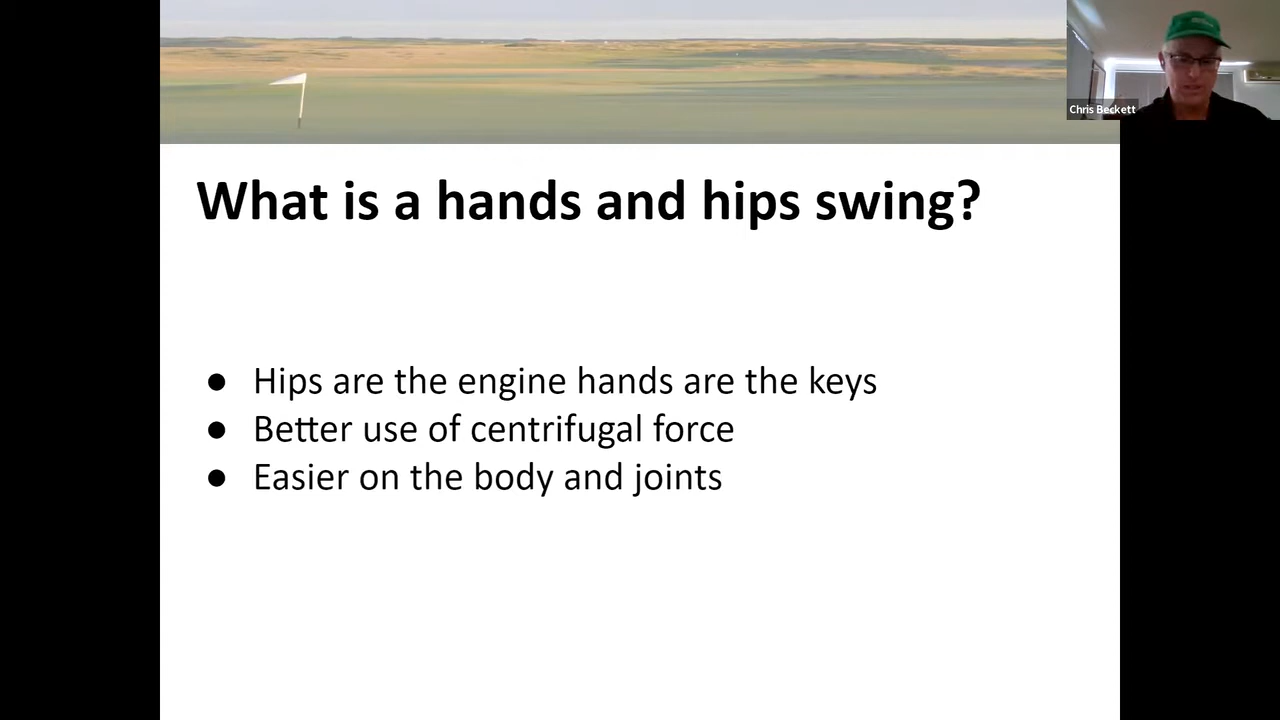 Chris Beckett
What is a hands and hips swing?
● Hips are the engine hands are the keys
● Better use of centrifugal force
● Easier on the body and joints